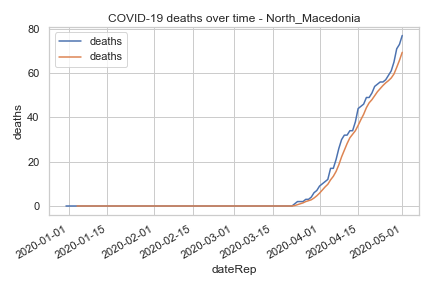 COVID-19 deaths over time - North_Macedonia
deaths
deaths
80
60
40
20
0
deaths
2020-01-01
2020-01-15
2020-02-01
2020-02-15
2020-03-01
2020-03-15
2020-04-01
2020-04-15
2020-05-01
dateRep